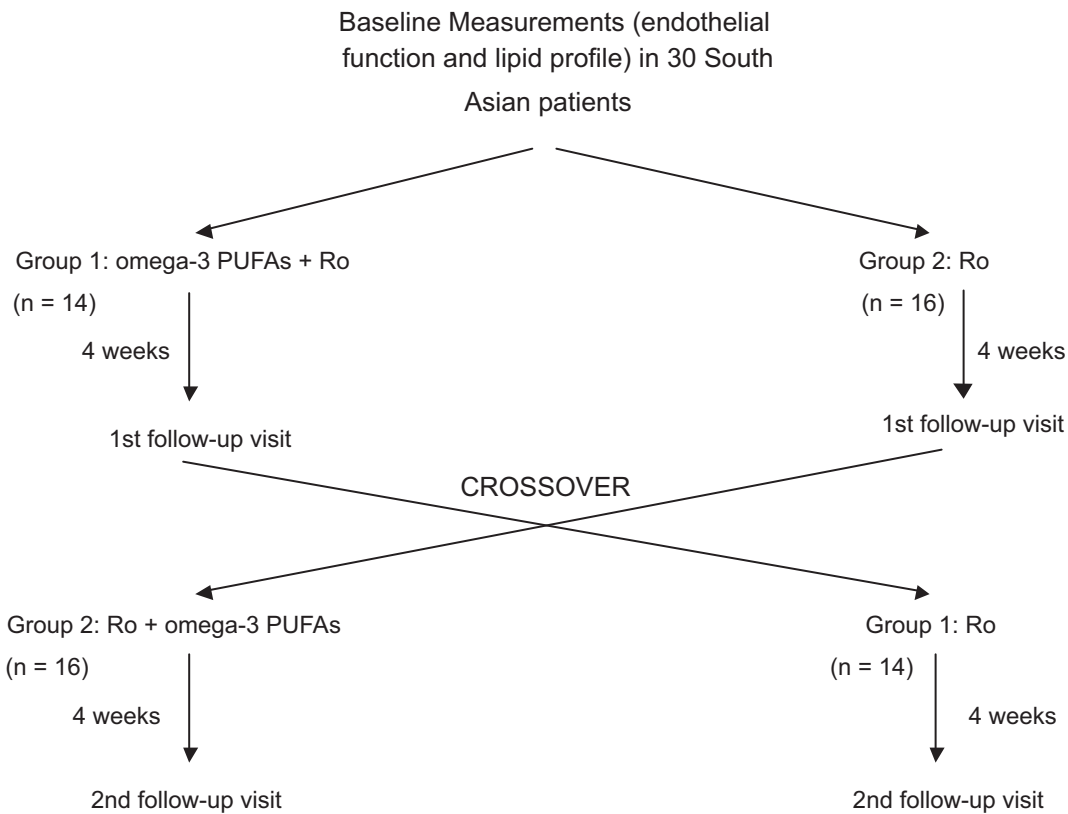 Baseline Measurements (endothelial
function and lipid profile) in 30 South
Asian patients
Group 1: omega-3 PUFAs + Ro
(n = 14)
4 weeks
1st follow-up visit
Group 2: Ro
(n = 16)
4 weeks
1st follow-up visit
CROSSOVER
Group 2: Ro + omega-3 PUFAs
(n = 16)
4 weeks
2nd follow-up visit
Group 1: Ro
(n = 14)
4 weeks
2nd follow-up visit